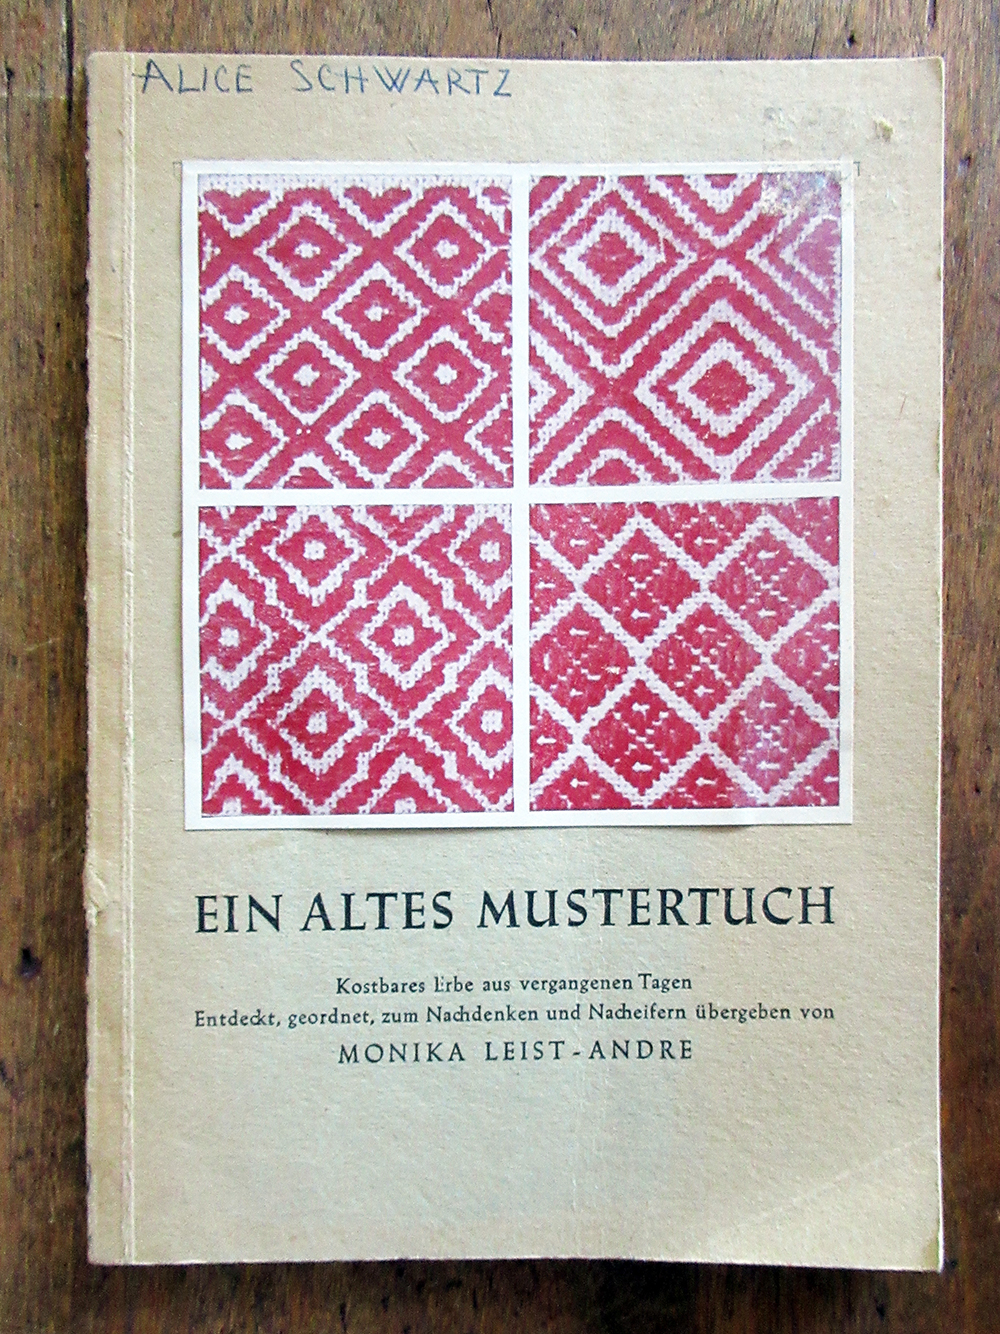 ALICE SCHWARTZ
EIN ALTES MUSTERTUCH
Kostbares Erbe aus vergangenen Tagen
Entdeckt, geordnet, zum Nachdenken und Nacheifern übergeben von
MONIKA LEIST-ANDRE